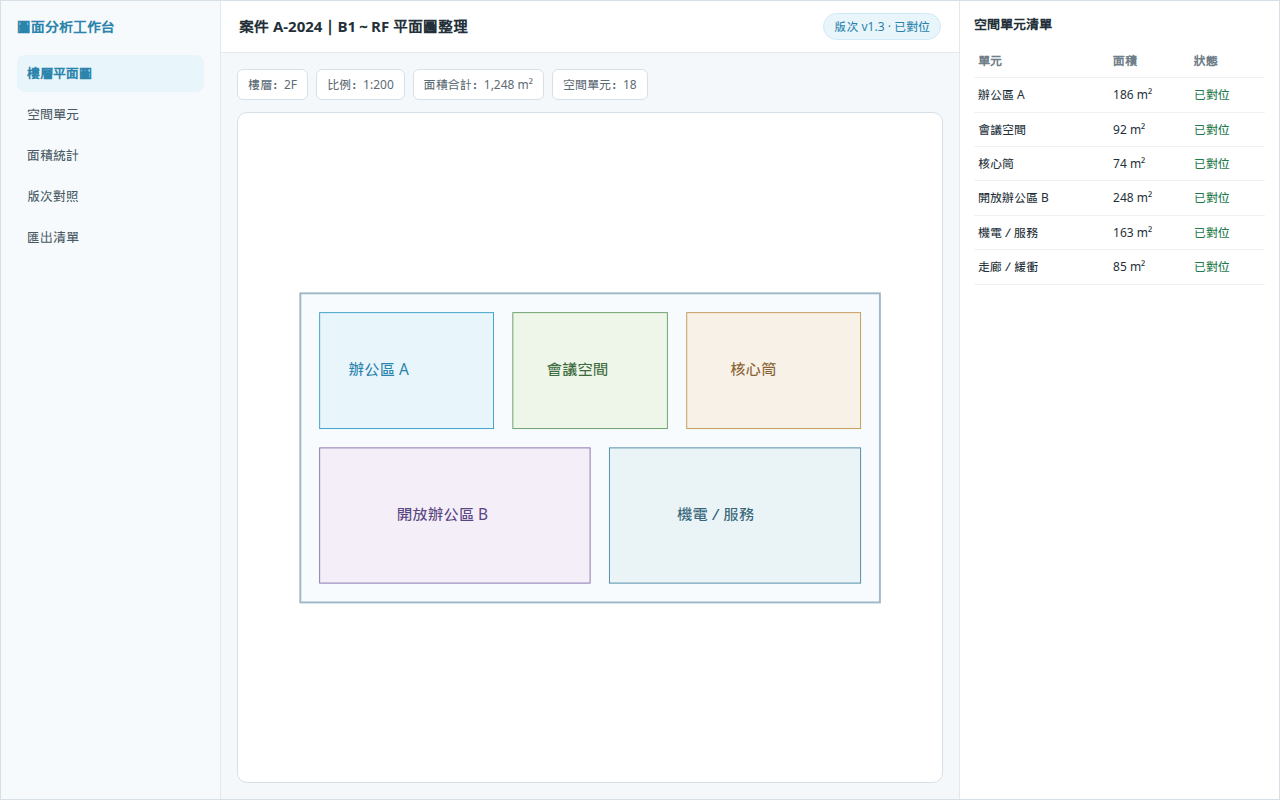 圖面分析工作台
樓層平面圖
空間單元
面積統計
版次對照
匯出清單
案件 A-2024｜B1～RF 平面圖整理
版次 v1.3 · 已對位
樓層：2F
比例：1:200
面積合計：1,248 m²
空間單元：18
辦公區 A
會議空間
核心筒
開放辦公區 B
機電 / 服務
空間單元清單
單元 面積 狀態
辦公區 A 186 m² 已對位
會議空間 92 m² 已對位
核心筒 74 m² 已對位
開放辦公區 B 248 m² 已對位
機電 / 服務 163 m² 已對位
走廊 / 緩衝 85 m² 已對位